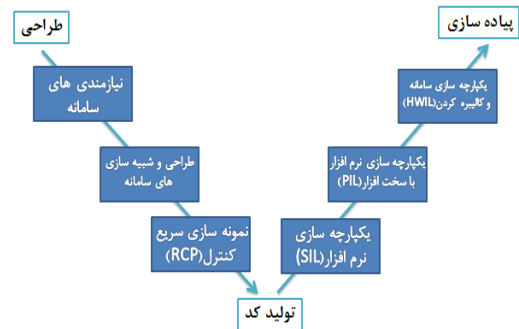 طراحی
نیازمندی های
سامانه
طراحی و شبیه سازی
های سامانه
نمونه سازی سریع
کنترل(RCP)
تولید کد
یکپارچه سازی
نرم افزار(SIL)
یکپارچه سازی نرم افزار
با سخت افزار(PIL)
یکپارچه سازی سامانه
و کالیبره کردن(HWIL)
پیاده سازی